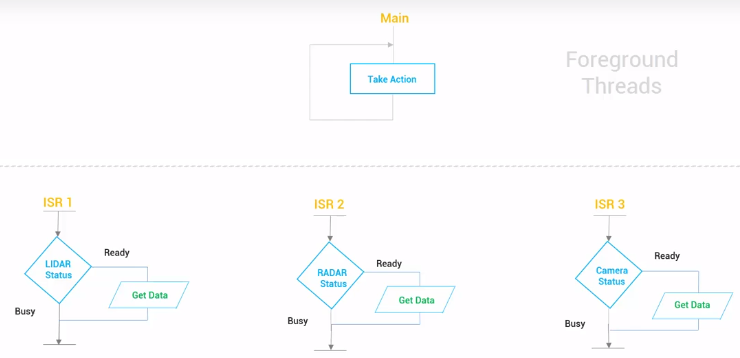 Main
Take Action
Foreground
Threads
ISR 1
LIDAR
Status
Ready
Get Data
Busy
ISR 2
RADAR
Status
Ready
Get Data
Busy
ISR 3
Camera
Status
Ready
Get Data
Busy